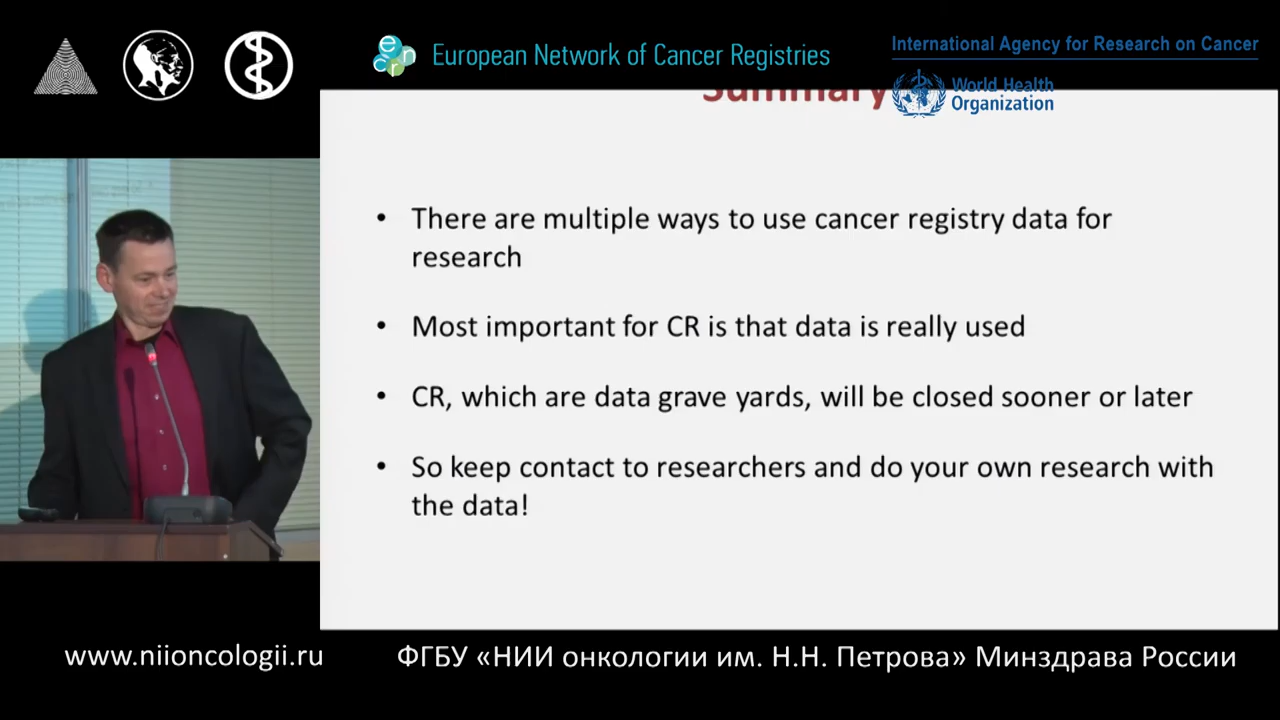 ecrn
European Network of Cancer Registries
International Agency for Research on Cancer
World Health
Organization
Summary
• There are multiple ways to use cancer registry data for
research
• Most important for CR is that data is really used
• CR, which are data grave yards, will be closed sooner or later
• So keep contact to researchers and do your own research with
the data!
www.niioncologii.ru
ФГБУ «НИИ онкологии им. Н.Н. Петрова» Минздрава России